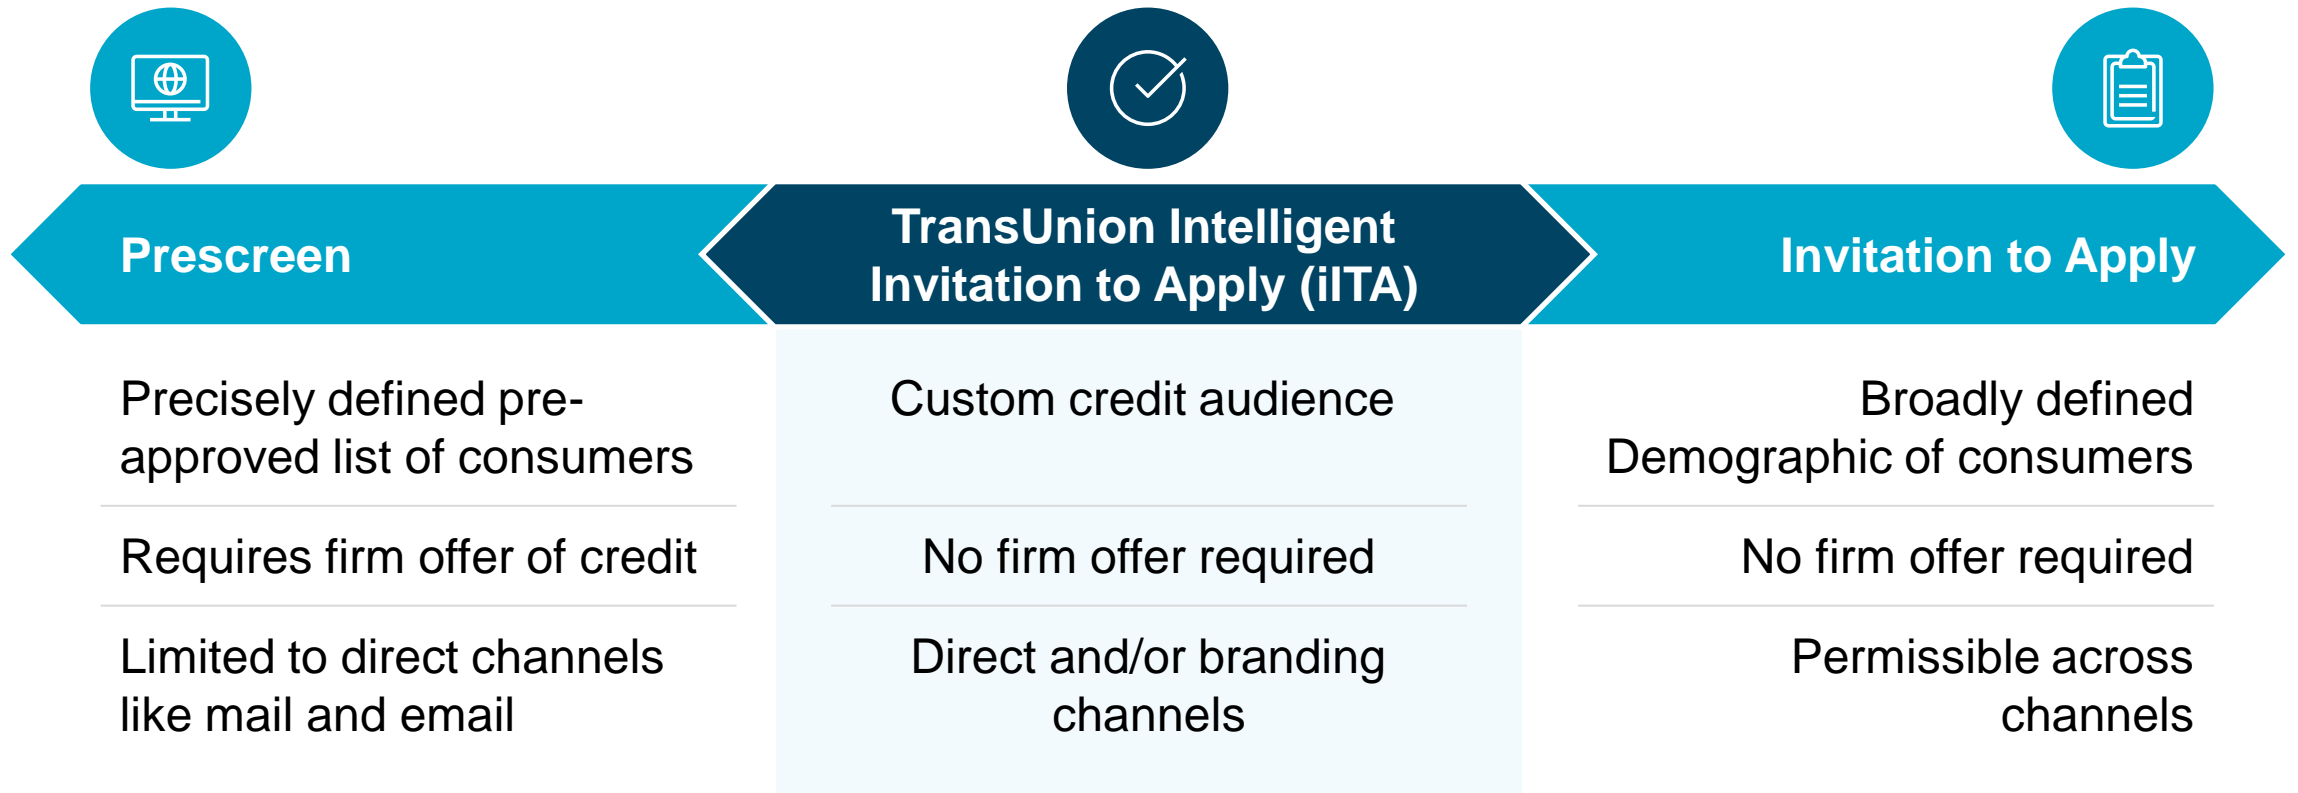 Prescreen
TransUnion Intelligent
Invitation to Apply (iITA)
Invitation to Apply
Precisely defined pre-
approved list of consumers
Custom credit audience
Broadly defined
Demographic of consumers
Requires firm offer of credit
No firm offer required
No firm offer required
Limited to direct channels
like mail and email
Direct and/or branding
channels
Permissible across
channels